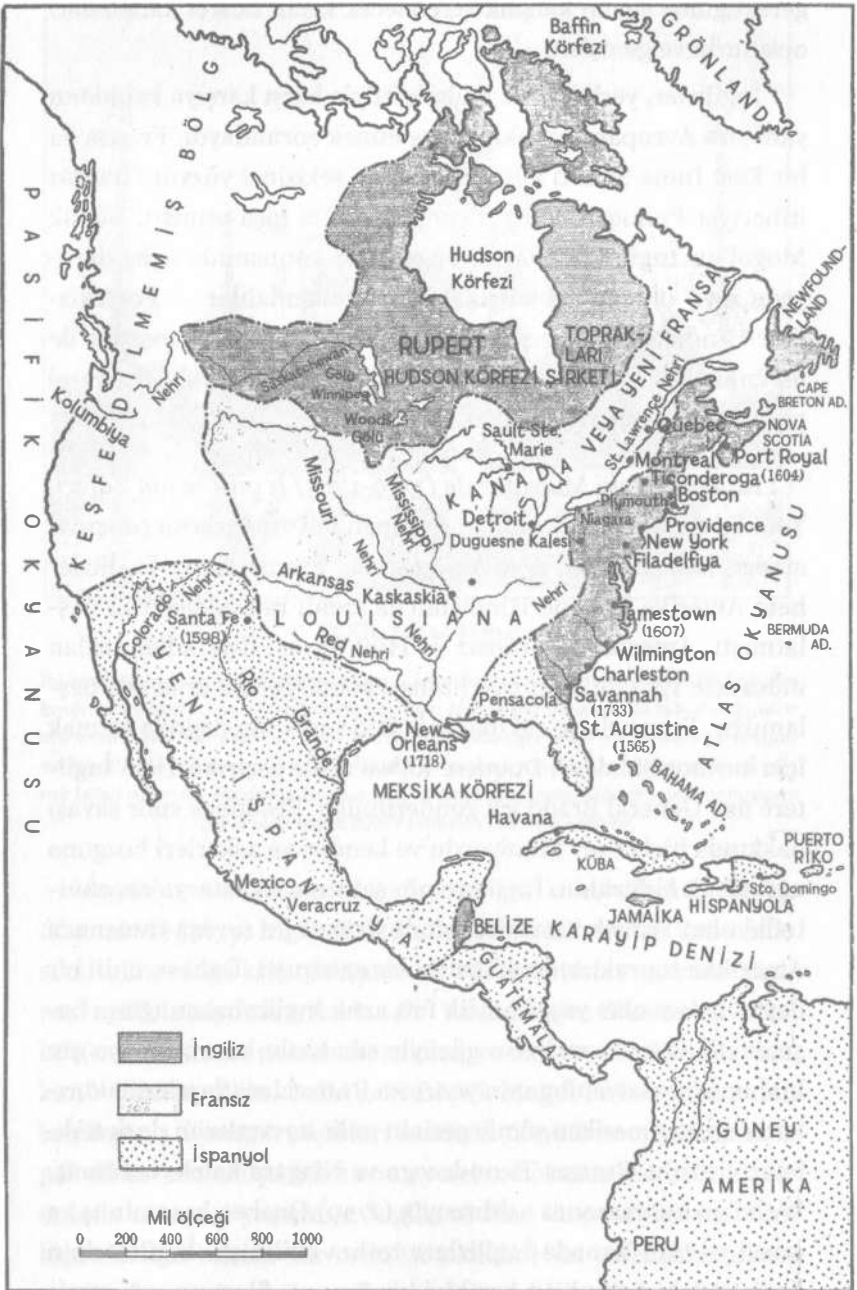 Baffin
Körfezi
GRÖNLAND
KEŞFEDİLMEMİŞ BÖLGE
PASİFİK OKYANUSU
Hudson
Körfezi
RUPERT
TOPRAK-
LARI
HUDSON KÖRFEZİ ŞİRKETİ
Saskatchewan
Gölü
Winnipeg
Woods
Gölü
KANADA VEYA YENİ FRANSA
NEWFOUND-
LAND
CAPE
BRETON AD.
NOVA
SCOTIA
St. Lawrence Nehri
Quebec
Port Royal
(1604)
Montreal
Ticonderoga
Boston
Plymouth
Niagara
Providence
New York
Filadelfiya
Sault Ste.
Marie
Detroit
Duguesne Kalesi
Kolumbiya
Nehri
Missouri
Nehri
Mississippi
Nehri
Arkansas
Nehri
Kaskaskia
Nehri
LOUISIANA
Red
Nehri
Colorado
Nehri
Santa Fe
(1598)
Rio
Grande
YENİ İSPANYA
Jamestown
(1607)
Wilmington
Charleston
Savannah
(1733)
St. Augustine
(1565)
Pensacola
New
Orleans
(1718)
BERMUDA
AD.
ATLAS OKYANUSU
BAHAMA AD.
MEKSİKA KÖRFEZİ
Havana
KÜBA
PUERTO
RİKO
Sto. Domingo
HİSPANYOLA
JAMAİKA
Mexico
Veracruz
BELİZE
KARAYİP DENİZİ
GUATEMALA
GÜNEY
AMERİKA
PERU
İngiliz
Fransız
İspanyol
Mil ölçeği
0 200 400 600 800 1000